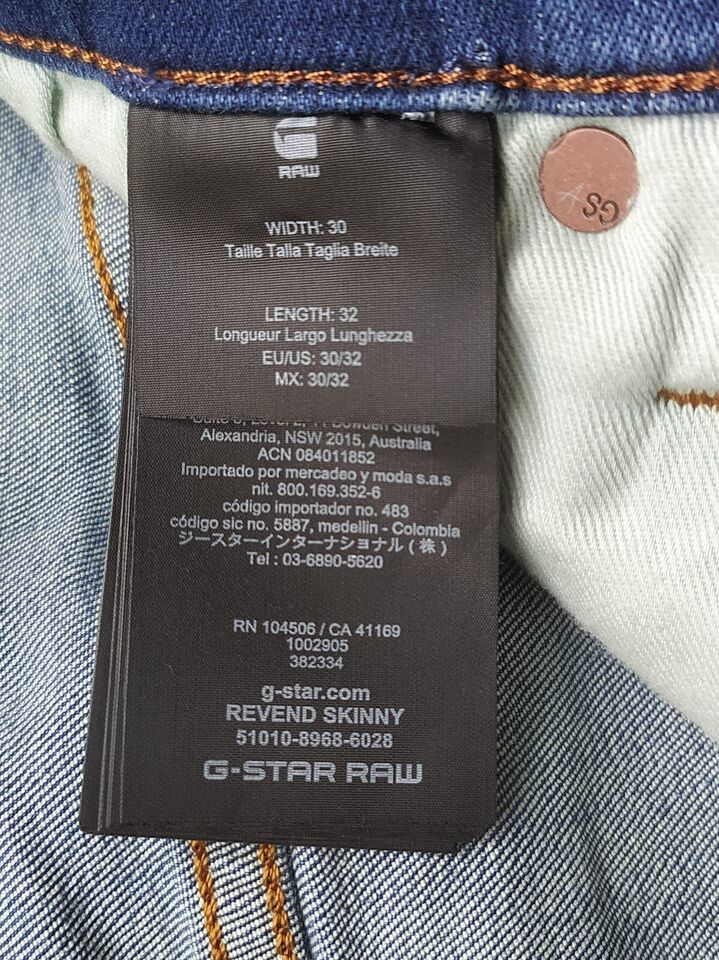 RAW
WIDTH: 30
Taille Talla Taglia Breite
LENGTH: 32
Longueur Largo Lunghezza
EU/US: 30/32
MX: 30/32
Street,
Alexandria, NSW 2015, Australia
ACN 084011852
Importado por mercadeo y moda s.a.s
nit. 800.169.352-6
código importador no. 483
código sic no. 5887, medellin - Colombia
ジースターインターナショナル(株)
Tel : 03-6890-5620
RN 104506 / CA 41169
1002905
382334
g-star.com
REVEND SKINNY
51010-8968-6028
G-STAR RAW
GS